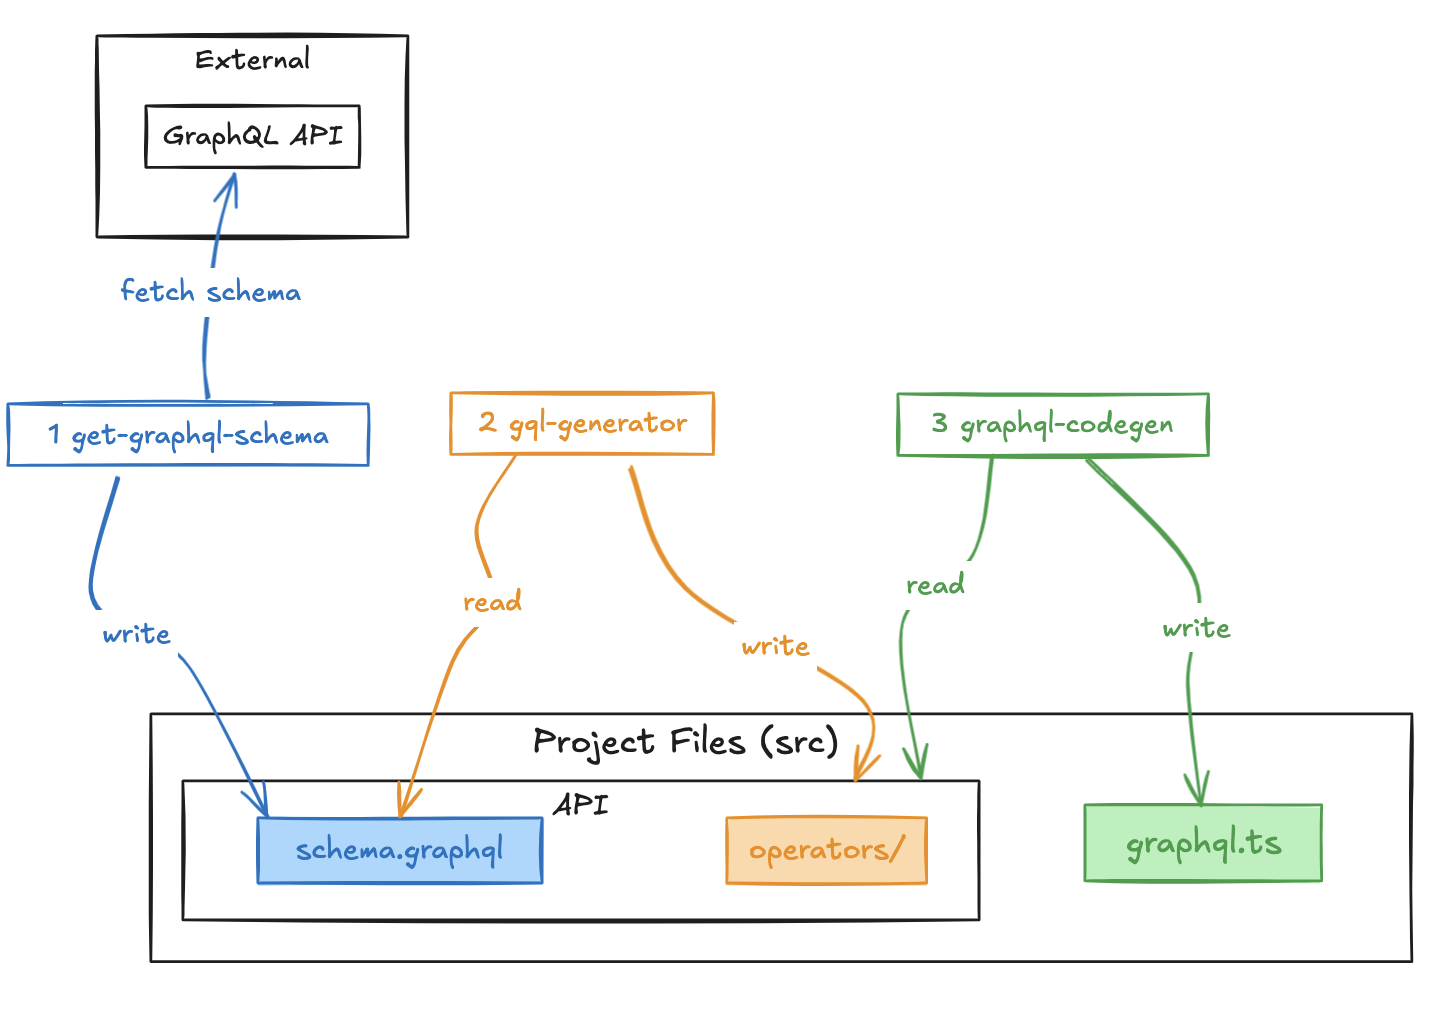 External
GraphQL API
fetch schema
1 get-graphql-schema
2 gql-generator
3 graphql-codegen
write
read
write
read
write
Project Files (src)
API
schema.graphql
operators/
graphql.ts